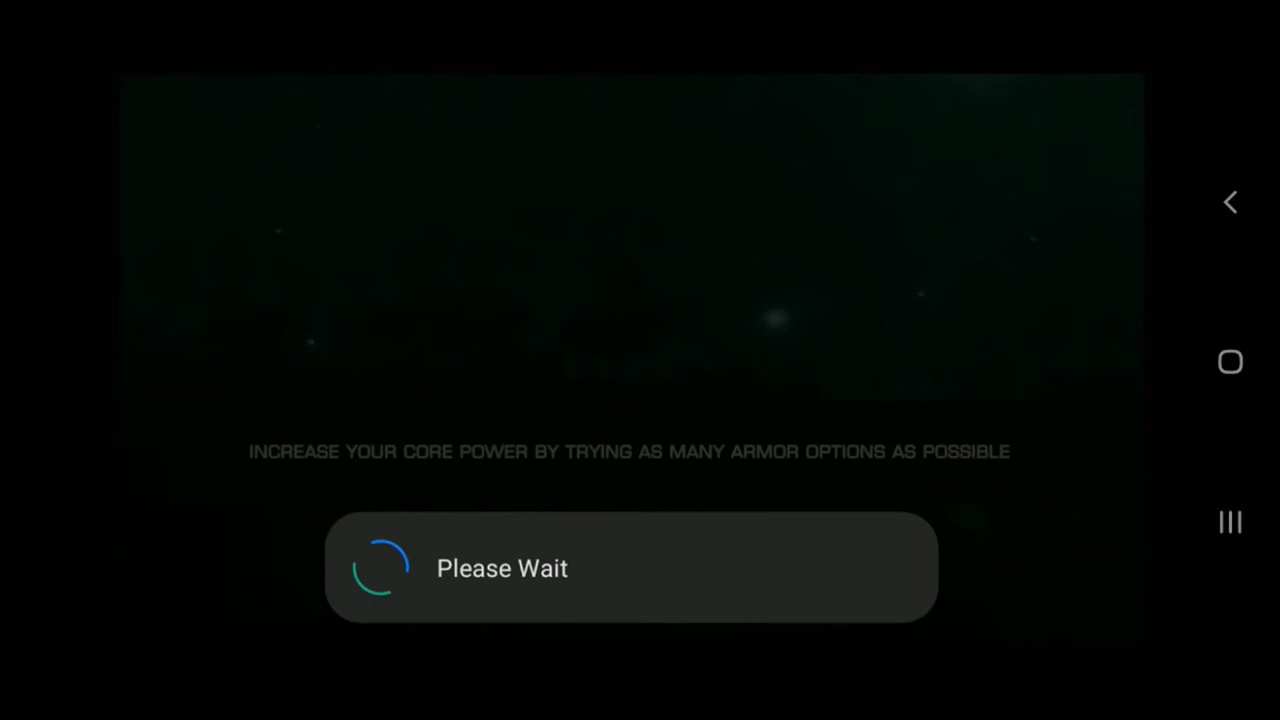 INCREASE YOUR CORE POWER BY TRYING AS MANY ARMOR OPTIONS AS POSSIBLE
Please Wait